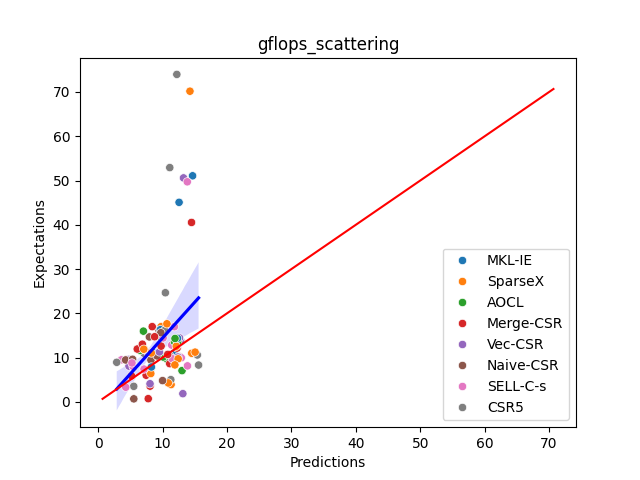 gflops_scattering
Expectations
70
60
50
40
30
20
10
0
0 10 20 30 40 50 60 70
Predictions
MKL-IE
SparseX
AOCL
Merge-CSR
Vec-CSR
Naive-CSR
SELL-C-s
CSR5